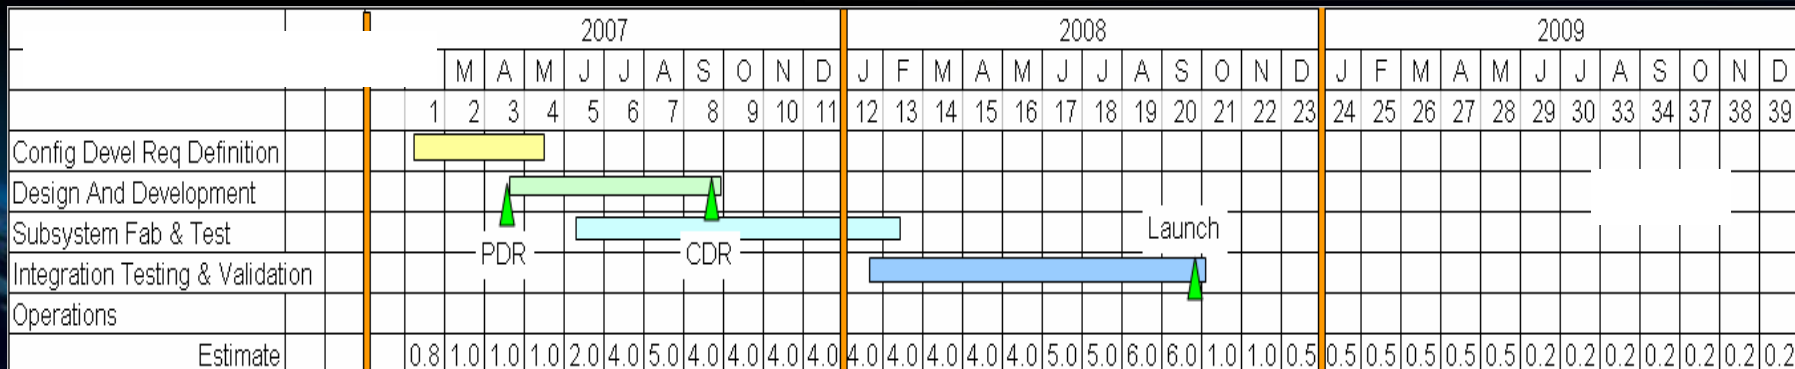 2007 2008 2009
M A M J J A S O N D J F M A M J J A S O N D J F M A M J J A S O N D
1 2 3 4 5 6 7 8 9 10 11 12 13 14 15 16 17 18 19 20 21 22 23 24 25 26 27 28 29 30 33 34 37 38 39
Config Devel Req Definition
Design And Development
Subsystem Fab & Test Launch
PDR CDR
Integration Testing & Validation
Operations
Estimate 0.8 1.0 1.0 1.0 2.0 4.0 5.0 4.0 4.0 4.0 4.0 4.0 4.0 4.0 4.0 4.0 5.0 5.0 6.0 6.0 1.0 1.0 0.5 0.5 0.5 0.5 0.5 0.5 0.2 0.2 0.2 0.2 0.2 0.2 0.2